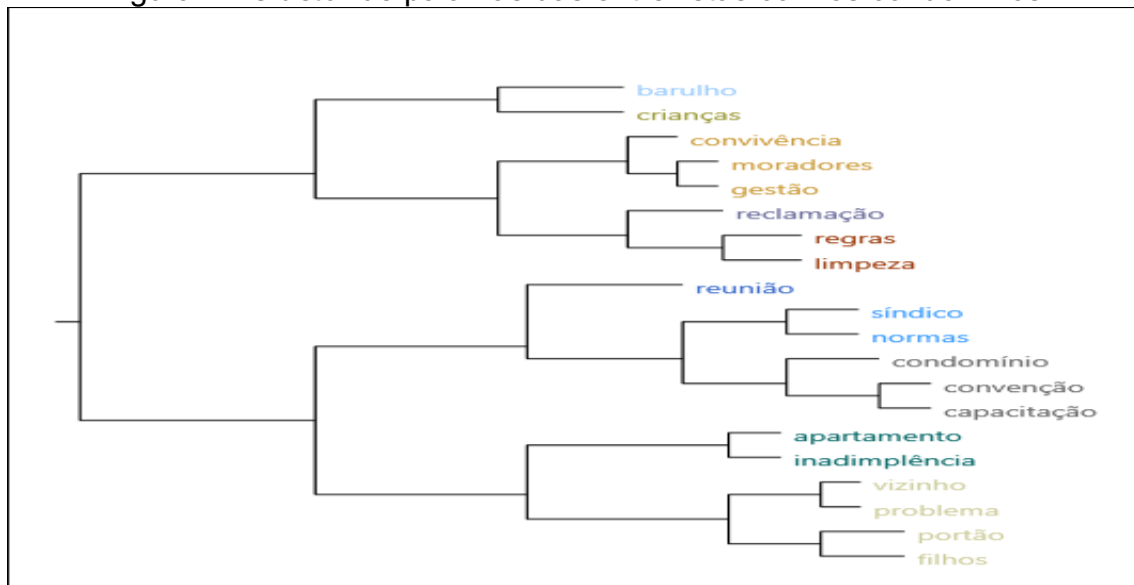 barulho
crianças
convivência
moradores
gestão
reclamação
regras
limpeza
reunião
síndico
normas
condomínio
convenção
capacitação
apartamento
inadimplência
vizinho
problema
portão
filhos